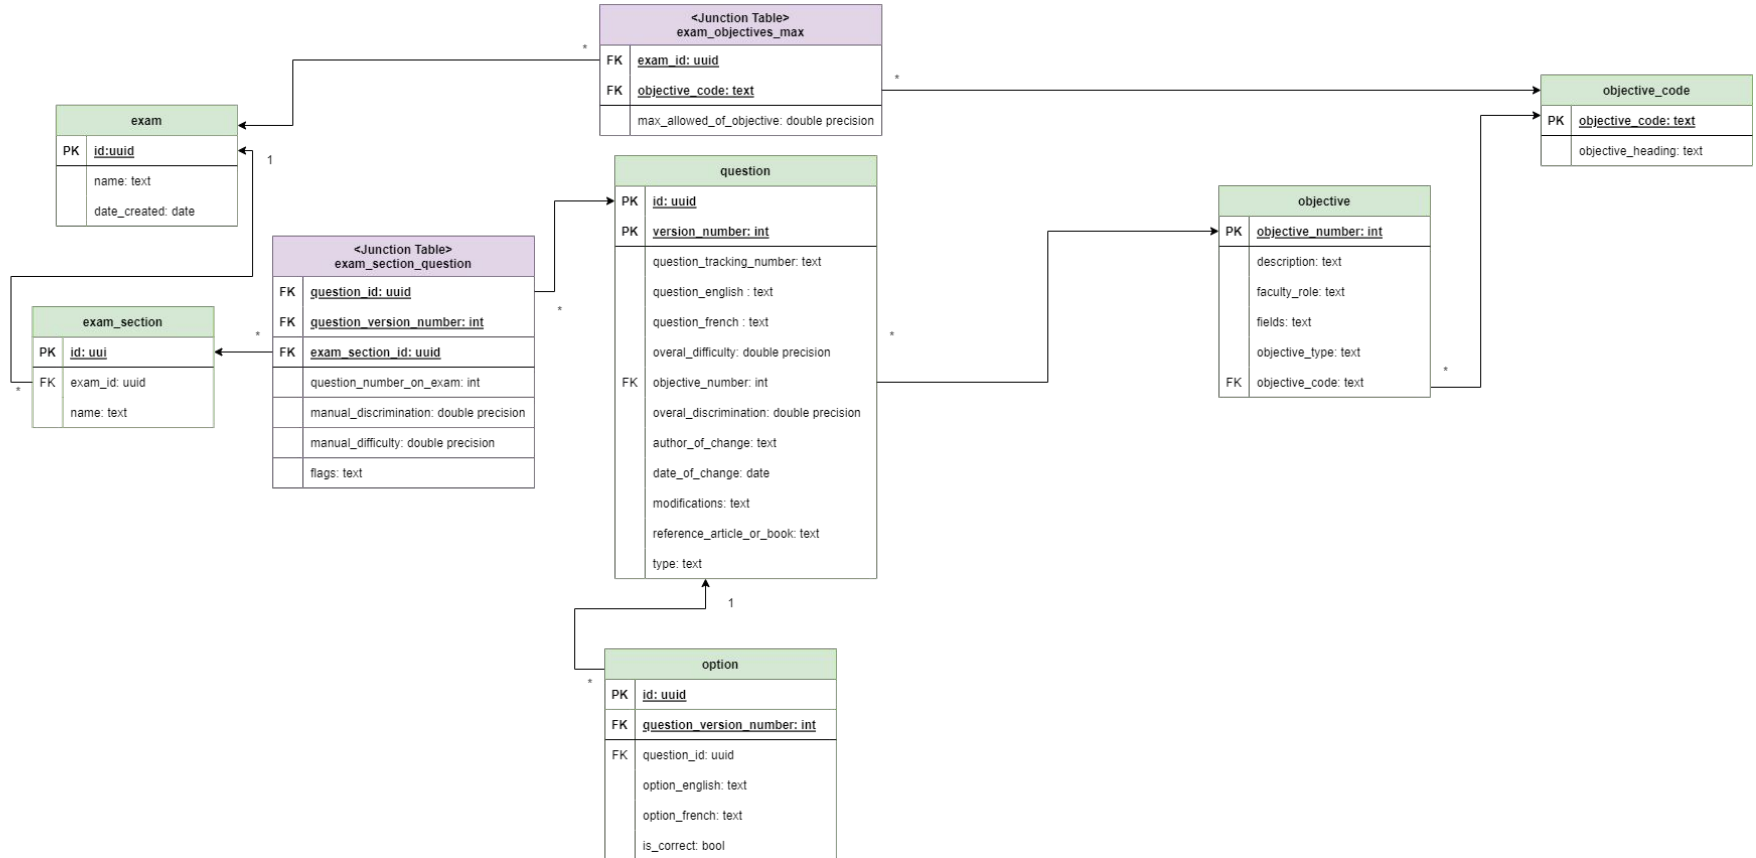 <Junction Table>
exam_objectives_max
FK exam_id: uuid
FK objective_code: text
max_allowed_of_objective: double precision
*
*
objective_code
PK objective_code: text
objective_heading: text
exam
PK id:uuid
name: text
date_created: date
1
question
PK id: uuid
PK version_number: int
question_tracking_number: text
question_english : text
question_french : text
overal_difficulty: double precision
FK objective_number: int
overal_discrimination: double precision
author_of_change: text
date_of_change: date
modifications: text
reference_article_or_book: text
type: text
*
objective
PK objective_number: int
description: text
faculty_role: text
fields: text
objective_type: text
FK objective_code: text
*
<Junction Table>
exam_section_question
FK question_id: uuid
FK question_version_number: int
FK exam_section_id: uuid
question_number_on_exam: int
manual_discrimination: double precision
manual_difficulty: double precision
flags: text
*
*
exam_section
PK id: uui
FK exam_id: uuid
name: text
*
1
*
option
PK id: uuid
FK question_version_number: int
FK question_id: uuid
option_english: text
option_french: text
is_correct: bool